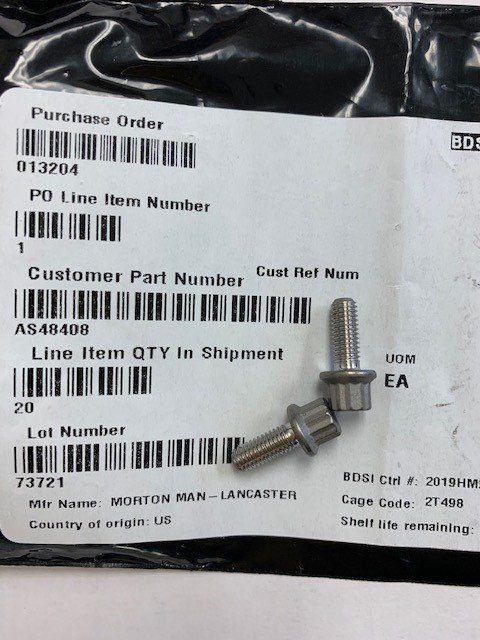 Purchase Order
BDS
013204
PO Line Item Number
1
Customer Part Number Cust Ref Num
AS48408
Line Item QTY In Shipment
UOM
EA
20
Lot Number
73721
BDSI Ctrl #: 2019HM
Mfr Name: MORTON MAN-LANCASTER
Cage Code: 2T498
Country of origin: US
Shelf life remaining: